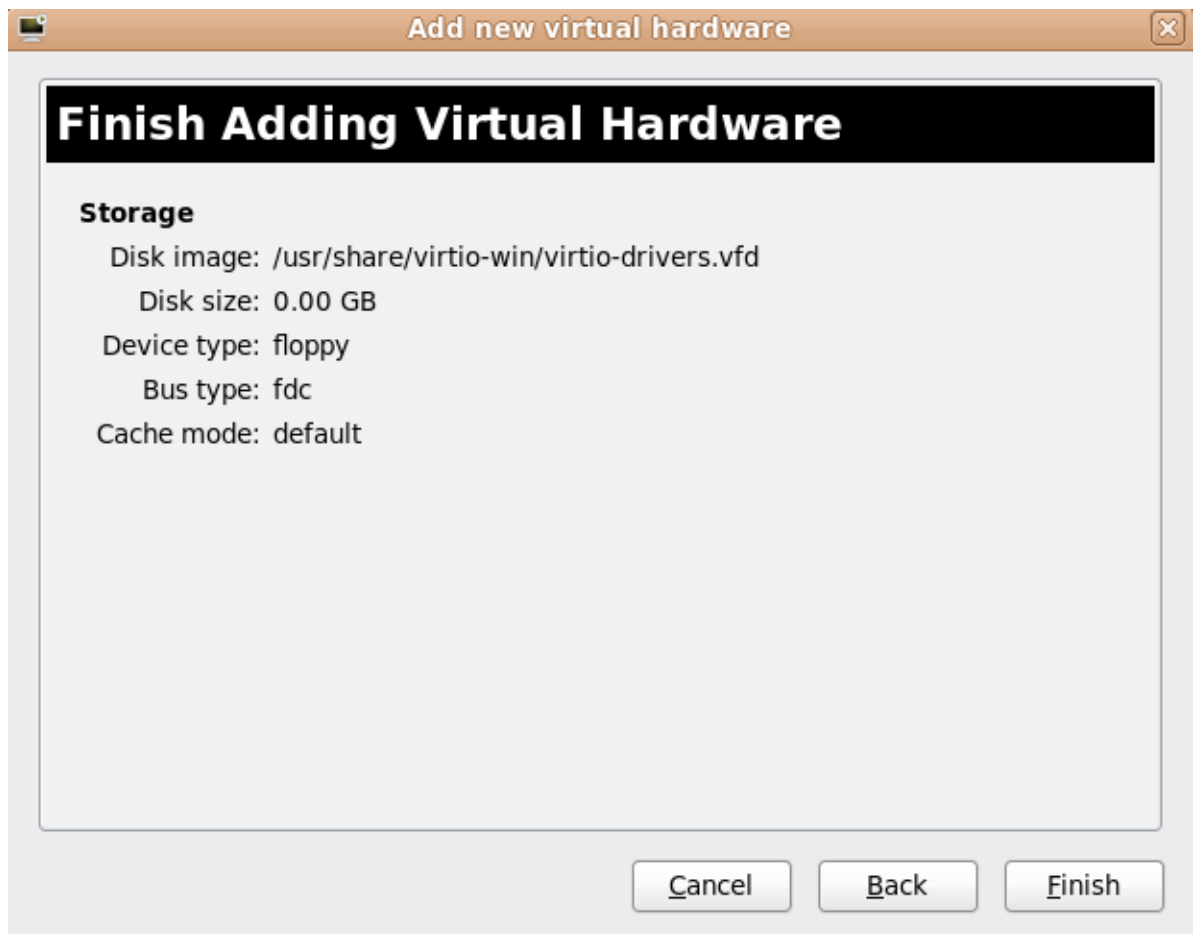 Add new virtual hardware
Finish Adding Virtual Hardware
Storage
Disk image: /usr/share/virtio-win/virtio-drivers.vfd
Disk size: 0.00 GB
Device type: floppy
Bus type: fdc
Cache mode: default
Cancel Back Finish